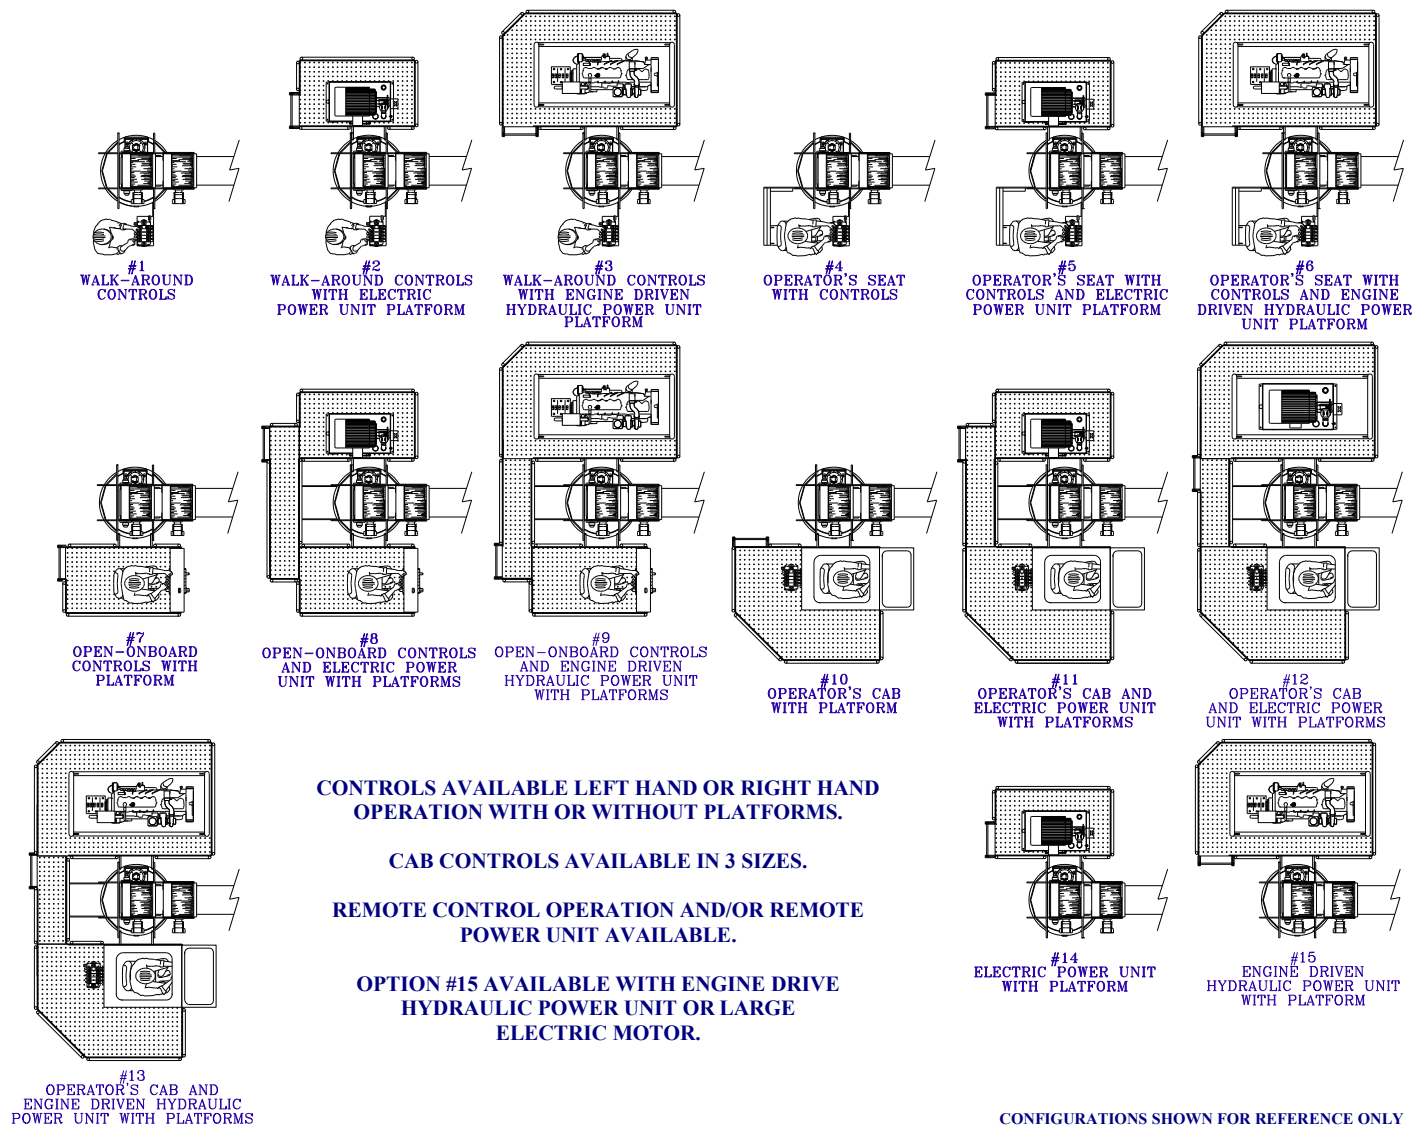 #1
WALK-AROUND
CONTROLS
#2
WALK-AROUND CONTROLS
WITH ELECTRIC
POWER UNIT PLATFORM
#3
WALK-AROUND CONTROLS
WITH ENGINE DRIVEN
HYDRAULIC POWER UNIT
PLATFORM
#4
OPERATOR'S SEAT
WITH CONTROLS
#5
OPERATOR'S SEAT WITH
CONTROLS AND ELECTRIC
POWER UNIT PLATFORM
#6
OPERATOR'S SEAT WITH
CONTROLS AND ENGINE
DRIVEN HYDRAULIC POWER
UNIT PLATFORM
#7
OPEN-ONBOARD
CONTROLS WITH
PLATFORM
#8
OPEN-ONBOARD CONTROLS
AND ELECTRIC POWER
UNIT WITH PLATFORMS
#9
OPEN-ONBOARD CONTROLS
AND ENGINE DRIVEN
HYDRAULIC POWER UNIT
WITH PLATFORMS
#10
OPERATOR'S CAB
WITH PLATFORM
#11
OPERATOR'S CAB AND
ELECTRIC POWER UNIT
WITH PLATFORMS
#12
OPERATOR'S CAB
AND ELECTRIC POWER
UNIT WITH PLATFORMS
#13
OPERATOR'S CAB AND
ENGINE DRIVEN HYDRAULIC
POWER UNIT WITH PLATFORMS
CONTROLS AVAILABLE LEFT HAND OR RIGHT HAND
OPERATION WITH OR WITHOUT PLATFORMS.
CAB CONTROLS AVAILABLE IN 3 SIZES.
REMOTE CONTROL OPERATION AND/OR REMOTE
POWER UNIT AVAILABLE.
OPTION #15 AVAILABLE WITH ENGINE DRIVE
HYDRAULIC POWER UNIT OR LARGE
ELECTRIC MOTOR.
#14
ELECTRIC POWER UNIT
WITH PLATFORM
#15
ENGINE DRIVEN
HYDRAULIC POWER UNIT
WITH PLATFORM
CONFIGURATIONS SHOWN FOR REFERENCE ONLY